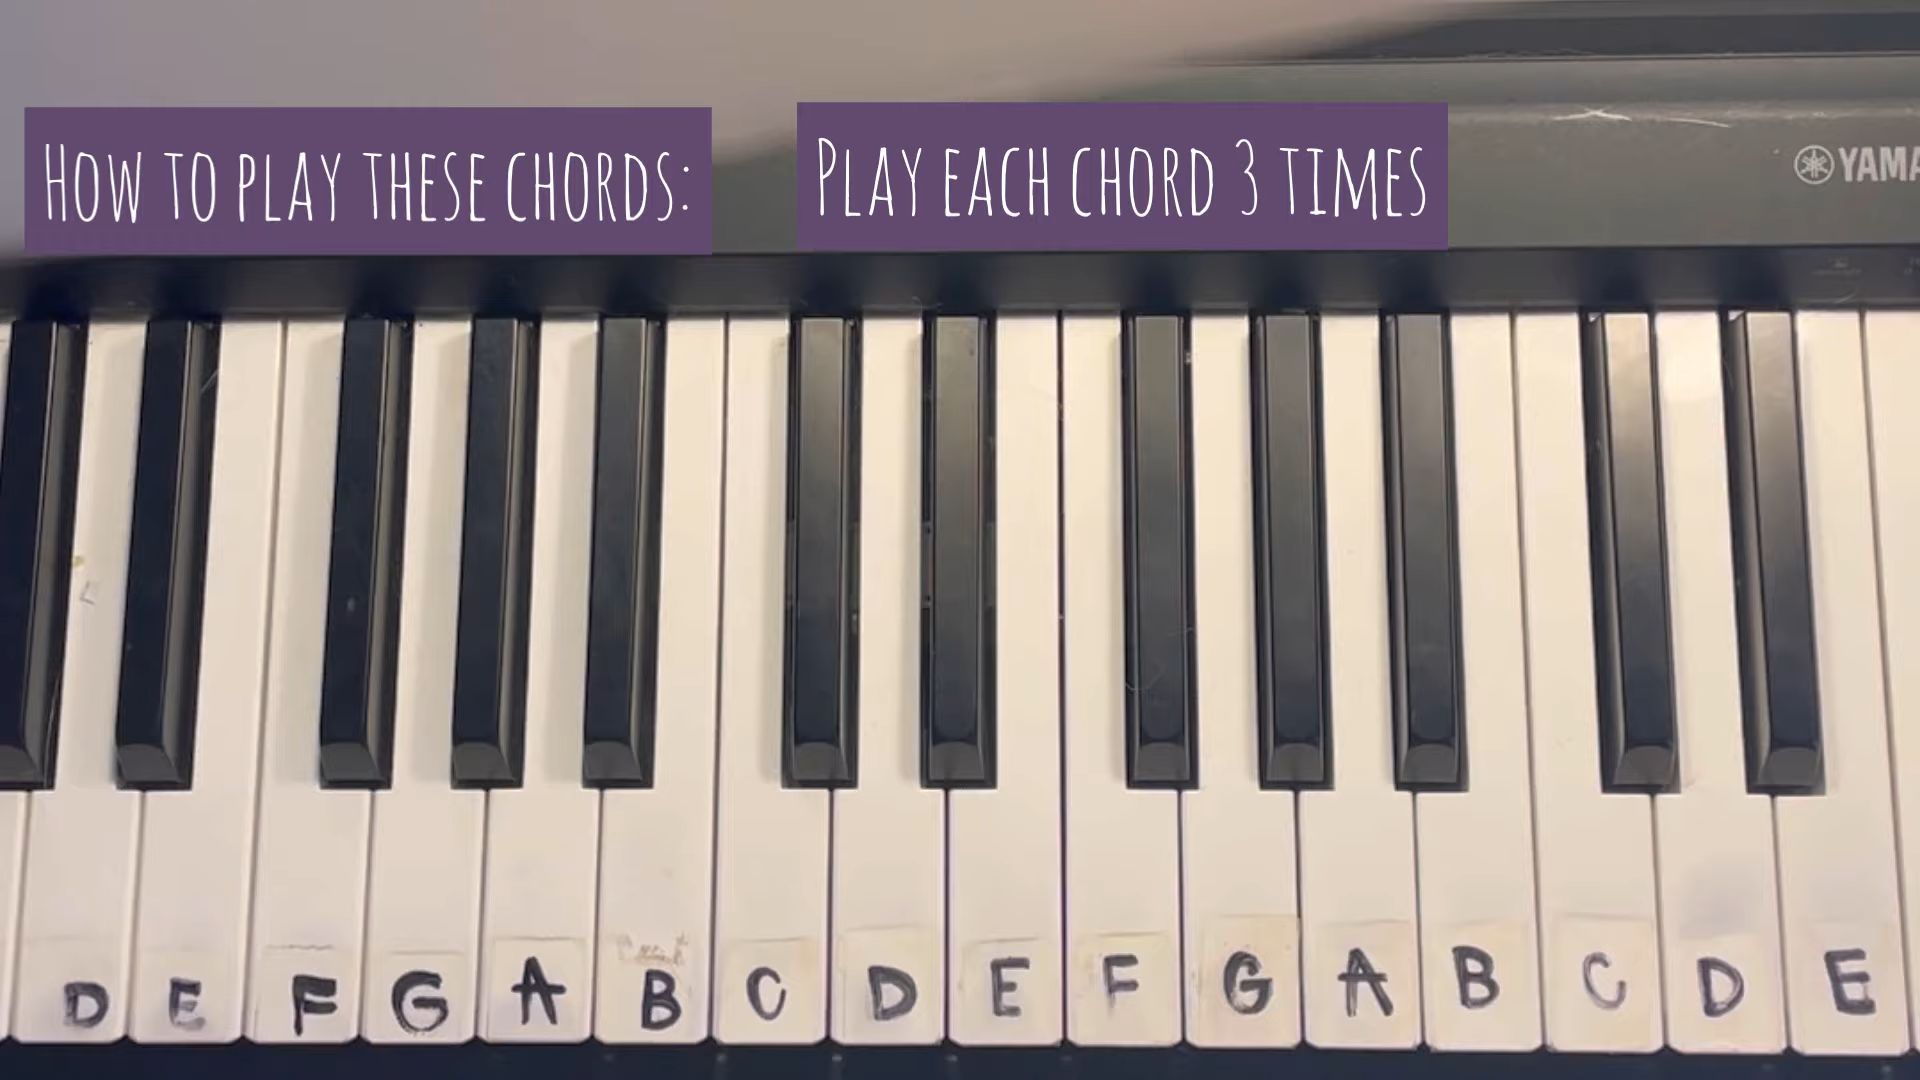 How to play these chords:
Play each chord 3 times
YAMA
D E F G A B C D E F G A B C D E